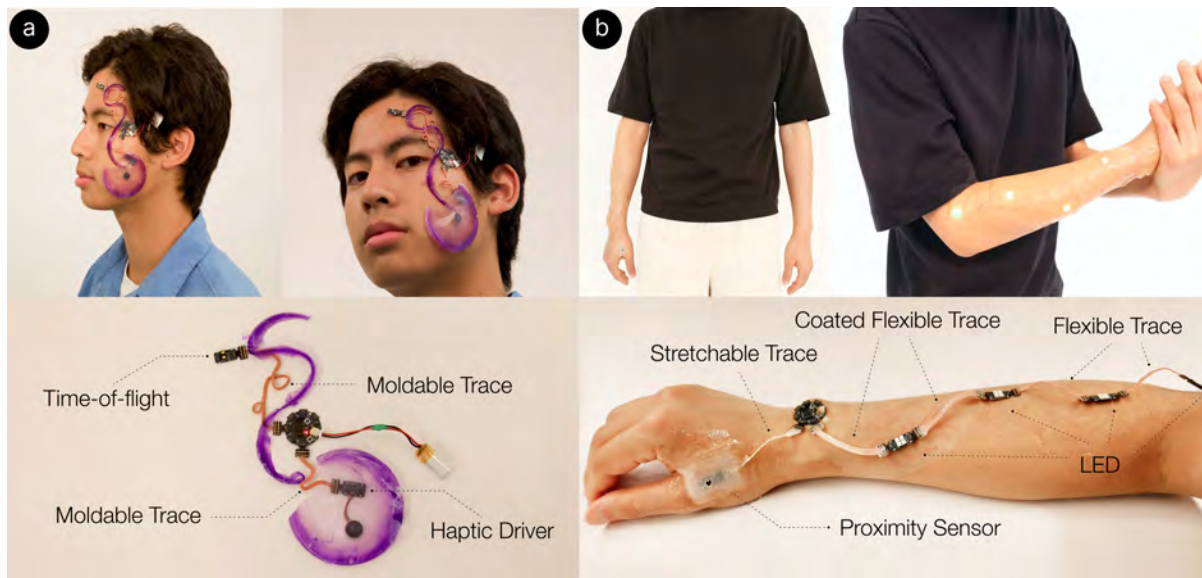 a
Time-of-flight
Moldable Trace
Moldable Trace
Haptic Driver
b
Coated Flexible Trace
Flexible Trace
Stretchable Trace
LED
Proximity Sensor